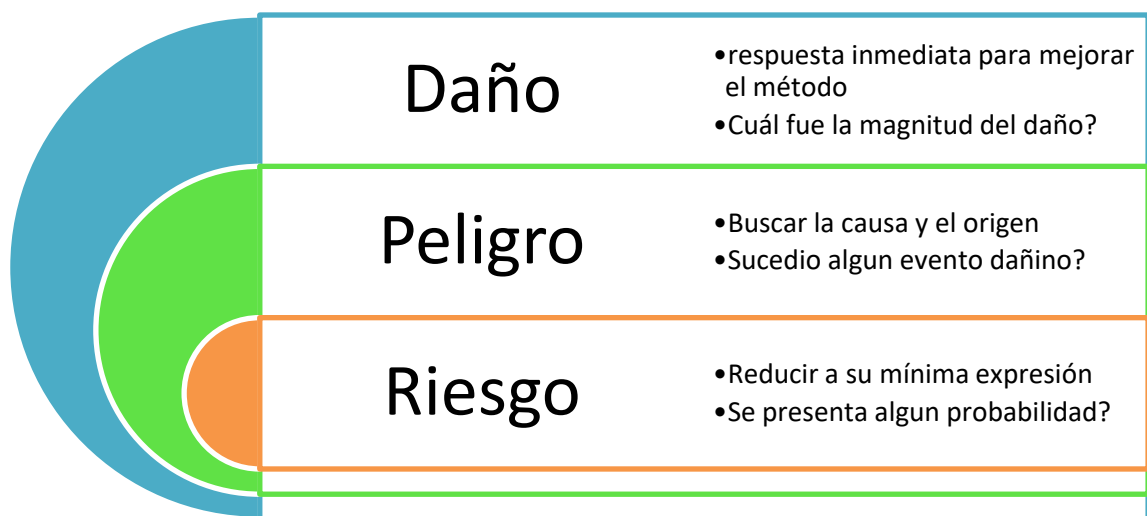 Daño
•respuesta inmediata para mejorar
el método
•Cuál fue la magnitud del daño?
Peligro
•Buscar la causa y el origen
•Sucedio algun evento dañino?
Riesgo
•Reducir a su mínima expresión
•Se presenta algun probabilidad?